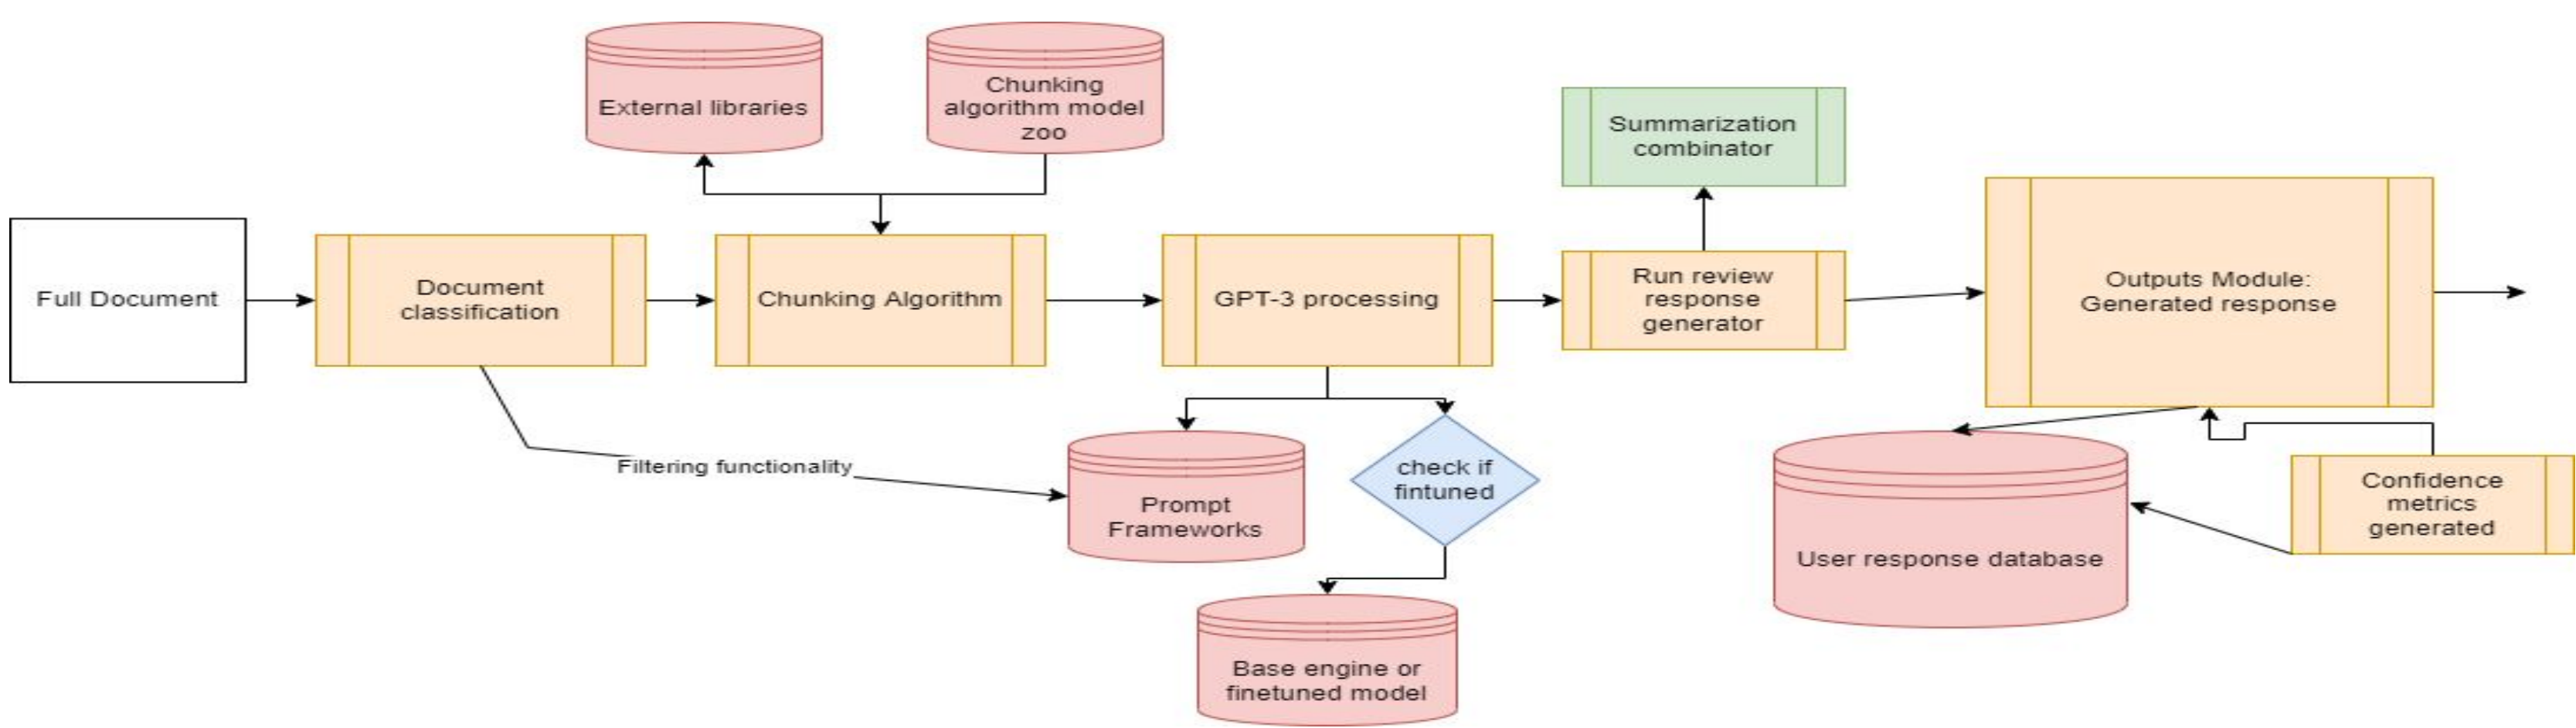 External libraries
Chunking
algorithm model
zoo
Summarization
combinator
Full Document
Document
classification
Chunking Algorithm
GPT-3 processing
Run review
response
generator
Outputs Module:
Generated response
Filtering functionality
Prompt
Frameworks
check if
fintuned
Base engine or
finetuned model
User response database
Confidence
metrics
generated